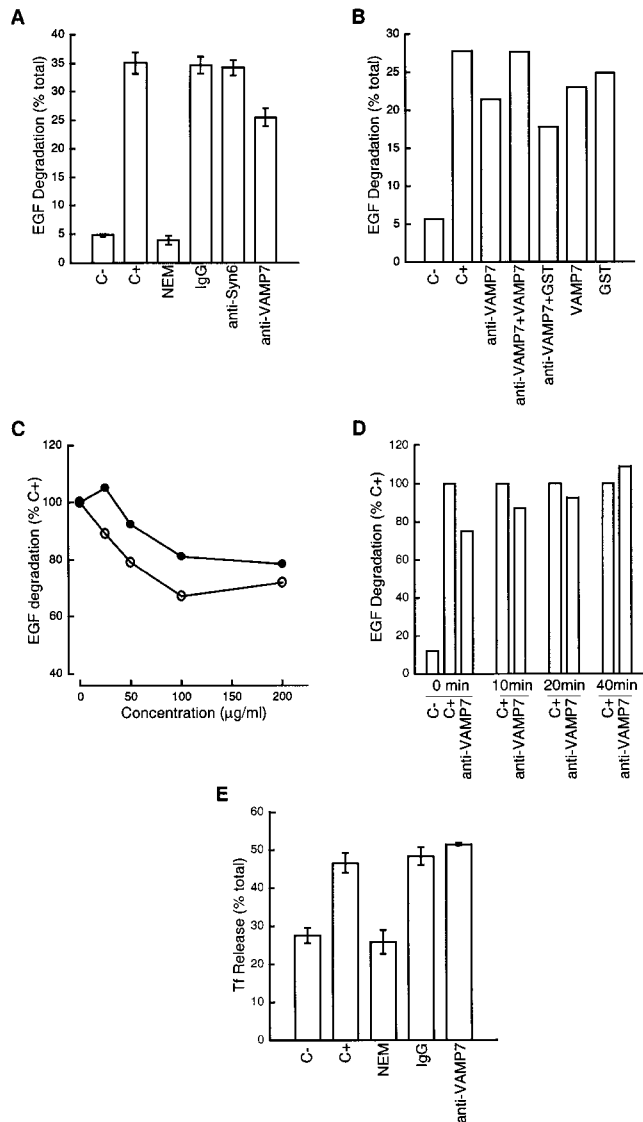 A
EGF Degradation (% total)
40
35
30
25
20
15
10
5
0
C-
C+
NEM
IgG
anti-Syn6
anti-VAMP7
B
EGF Degradation (% total)
30
25
20
15
10
5
0
C-
C+
anti-VAMP7
anti-VAMP7+VAMP7
anti-VAMP7+GST
VAMP7
GST
C
EGF degradation (% C+)
120
100
80
60
40
0
50
100
150
200
Concentration (µg/ml)
D
EGF Degradation (% C+)
120
100
80
60
40
20
0
0 min
10min
20min
40min
C-
C+
anti-VAMP7
C+
anti-VAMP7
C+
anti-VAMP7
C+
anti-VAMP7
E
Tf Release (% total)
60
50
40
30
20
10
0
C-
C+
NEM
IgG
anti-VAMP7